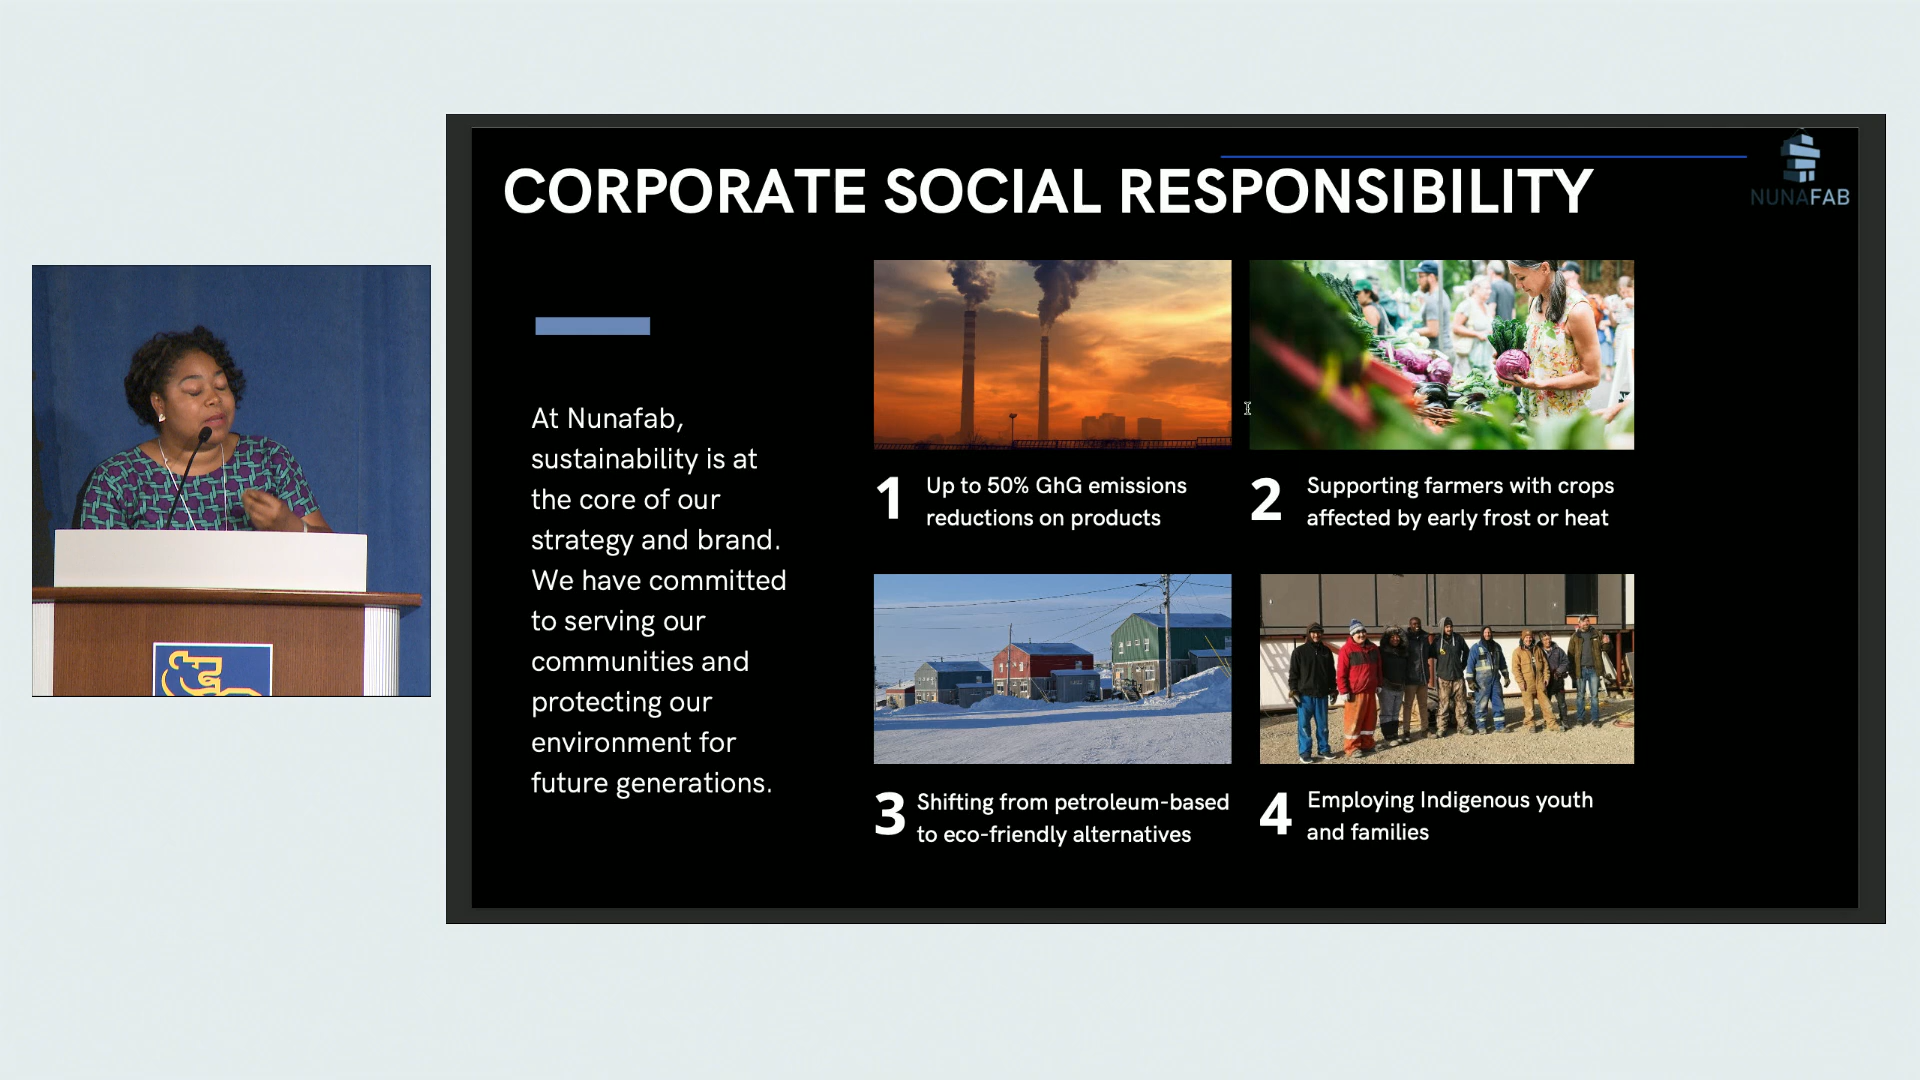 CORPORATE SOCIAL RESPONSIBILITY
NUNAFAB
At Nunafab,
sustainability is at
the core of our
strategy and brand.
We have committed
to serving our
communities and
protecting our
environment for
future generations.
1 Up to 50% GhG emissions
reductions on products
2 Supporting farmers with crops
affected by early frost or heat
3 Shifting from petroleum-based
to eco-friendly alternatives
4 Employing Indigenous youth
and families